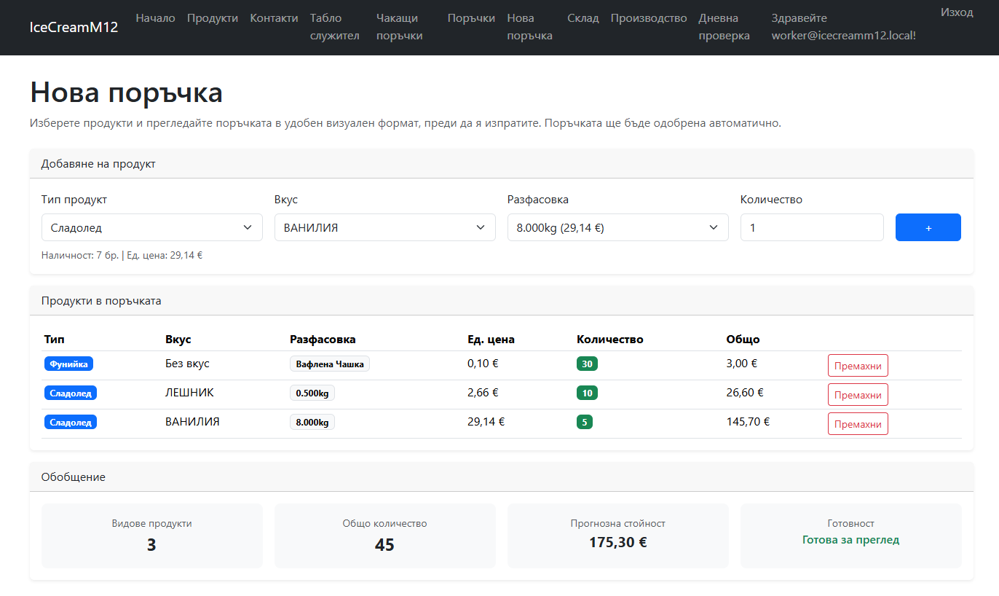 IceCreamM12 Начало Продукти Контакти Табло служител Чакащи поръчки Поръчки Нова поръчка Склад Производство Дневна проверка Здравейте worker@icecreamm12.local! Изход
Нова поръчка
Изберете продукти и прегледайте поръчката в удобен визуален формат, преди да я изпратите. Поръчката ще бъде одобрена автоматично.
Добавяне на продукт
Тип продукт Вкус Разфасовка Количество
Сладолед ВАНИЛИЯ 8.000kg (29,14 €) 1 +
Наличност: 7 бр. | Ед. цена: 29,14 €
Продукти в поръчката
Тип Вкус Разфасовка Ед. цена Количество Общо
Фунийка Без вкус Вафлена Чашка 0,10 € 30 3,00 € Премахни
Сладолед ЛЕШНИК 0.500kg 2,66 € 10 26,60 € Премахни
Сладолед ВАНИЛИЯ 8.000kg 29,14 € 5 145,70 € Премахни
Обобщение
Видове продукти Общо количество Прогнозна стойност Готовност
3 45 175,30 € Готова за преглед